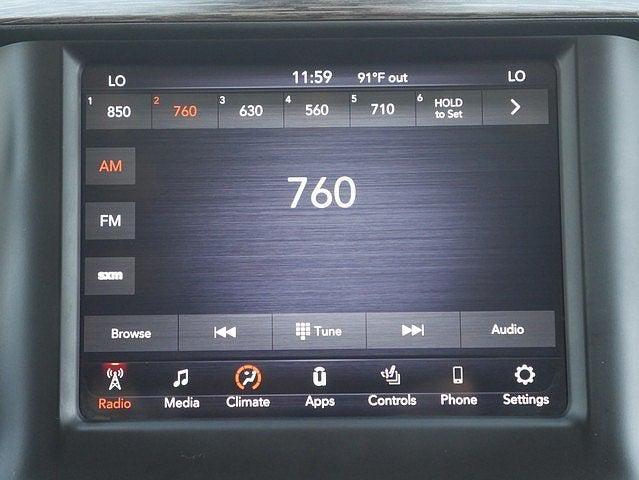 LO 11:59 91°F out LO
1 850 2 760 3 630 4 560 5 710 6 HOLD to Set
AM
760
FM
sxm
Browse Tune Audio
Radio Media Climate Apps Controls Phone Settings